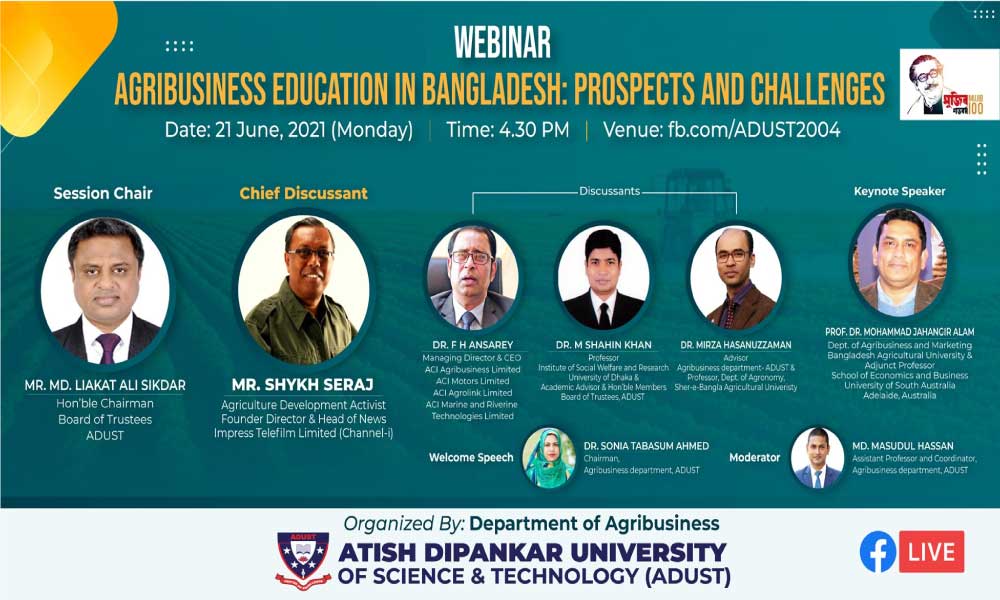 WEBINAR
AGRIBUSINESS EDUCATION IN BANGLADESH: PROSPECTS AND CHALLENGES
Date: 21 June, 2021 (Monday) | Time: 4.30 PM | Venue: fb.com/ADUST2004
মুজিব MUJIB
শতবর্ষ 100
Session Chair
MR. MD. LIAKAT ALI SIKDAR
Hon'ble Chairman
Board of Trustees
ADUST
Chief Discussant
MR. SHYKH SERAJ
Agriculture Development Activist
Founder Director & Head of News
Impress Telefilm Limited (Channel-i)
Discussants
DR. F H ANSAREY
Managing Director & CEO
ACI Agribusiness Limited
ACI Motors Limited
ACI Agrolink Limited
ACI Marine and Riverine
Technologies Limited
DR. M SHAHIN KHAN
Professor
Institute of Social Welfare and Research
University of Dhaka &
Academic Advisor & Hon'ble Members
Board of Trustees, ADUST
DR. MIRZA HASANUZZAMAN
Advisor
Agribusiness department- ADUST &
Professor, Dept. of Agronomy,
Sher-e-Bangla Agricultural Univeristy
Keynote Speaker
PROF. DR. MOHAMMAD JAHANGIR ALAM
Dept. of Agribusiness and Marketing
Bangladesh Agricultural University &
Adjunct Professor
School of Economics and Business
University of South Australia
Adelaide, Australia
Welcome Speech
DR. SONIA TABASUM AHMED
Chairman,
Agribusiness department, ADUST
Moderator
MD. MASUDUL HASSAN
Assistant Professor and Coordinator,
Agribusiness department, ADUST
Organized By: Department of Agribusiness
ADUST
ATISH DIPANKAR UNIVERSITY
OF SCIENCE & TECHNOLOGY (ADUST)
f LIVE